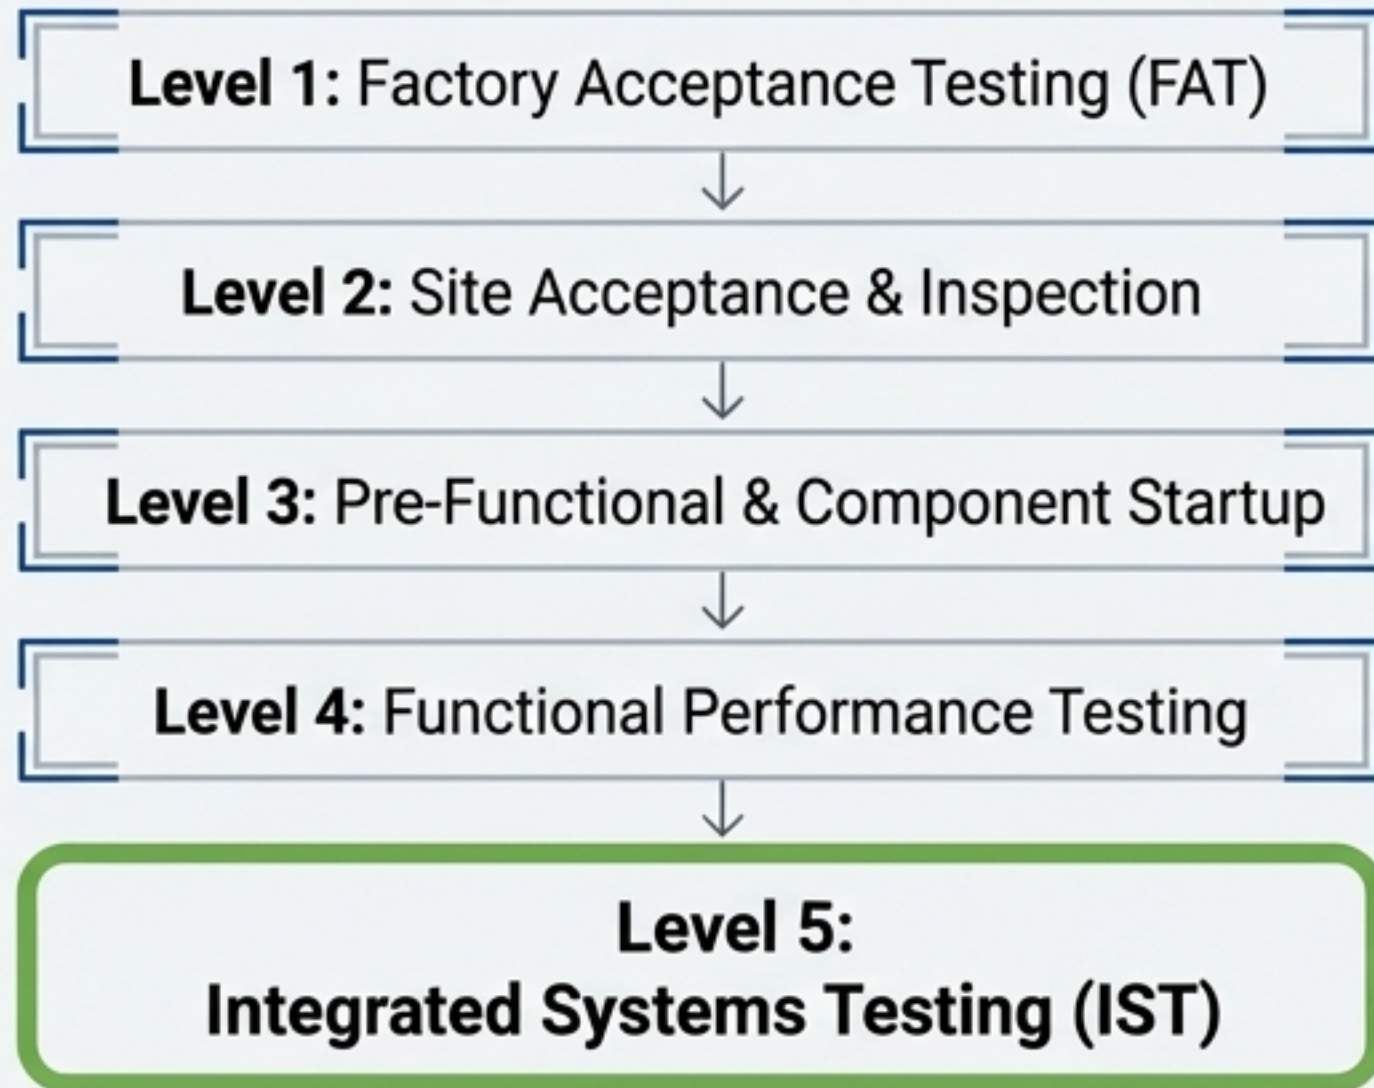 Level 1: Factory Acceptance Testing (FAT)
Level 2: Site Acceptance & Inspection
Level 3: Pre-Functional & Component Startup
Level 4: Functional Performance Testing
Level 5:
Integrated Systems Testing (IST)